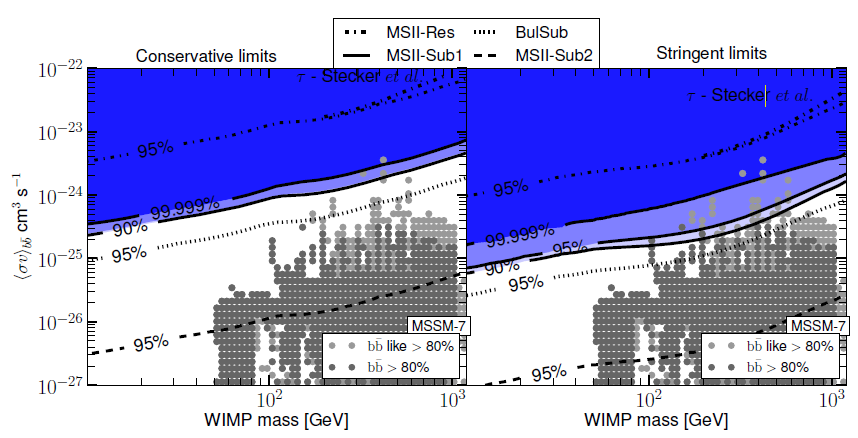 MSII-Res
BulSub
MSII-Sub1
MSII-Sub2
Conservative limits
Stringent limits
⟨σv⟩bb̄ cm³ s⁻¹
10⁻²²
10⁻²³
10⁻²⁴
10⁻²⁵
10⁻²⁶
10⁻²⁷
τ - Stecker et al.
95%
99.999%
90%
95%
95%
MSSM-7
bb̄ like > 80%
bb̄ > 80%
10²
10³
WIMP mass [GeV]
τ - Stecker et al.
95%
99.999%
95%
90%
95%
95%
MSSM-7
bb̄ like > 80%
bb̄ > 80%
10²
10³
WIMP mass [GeV]